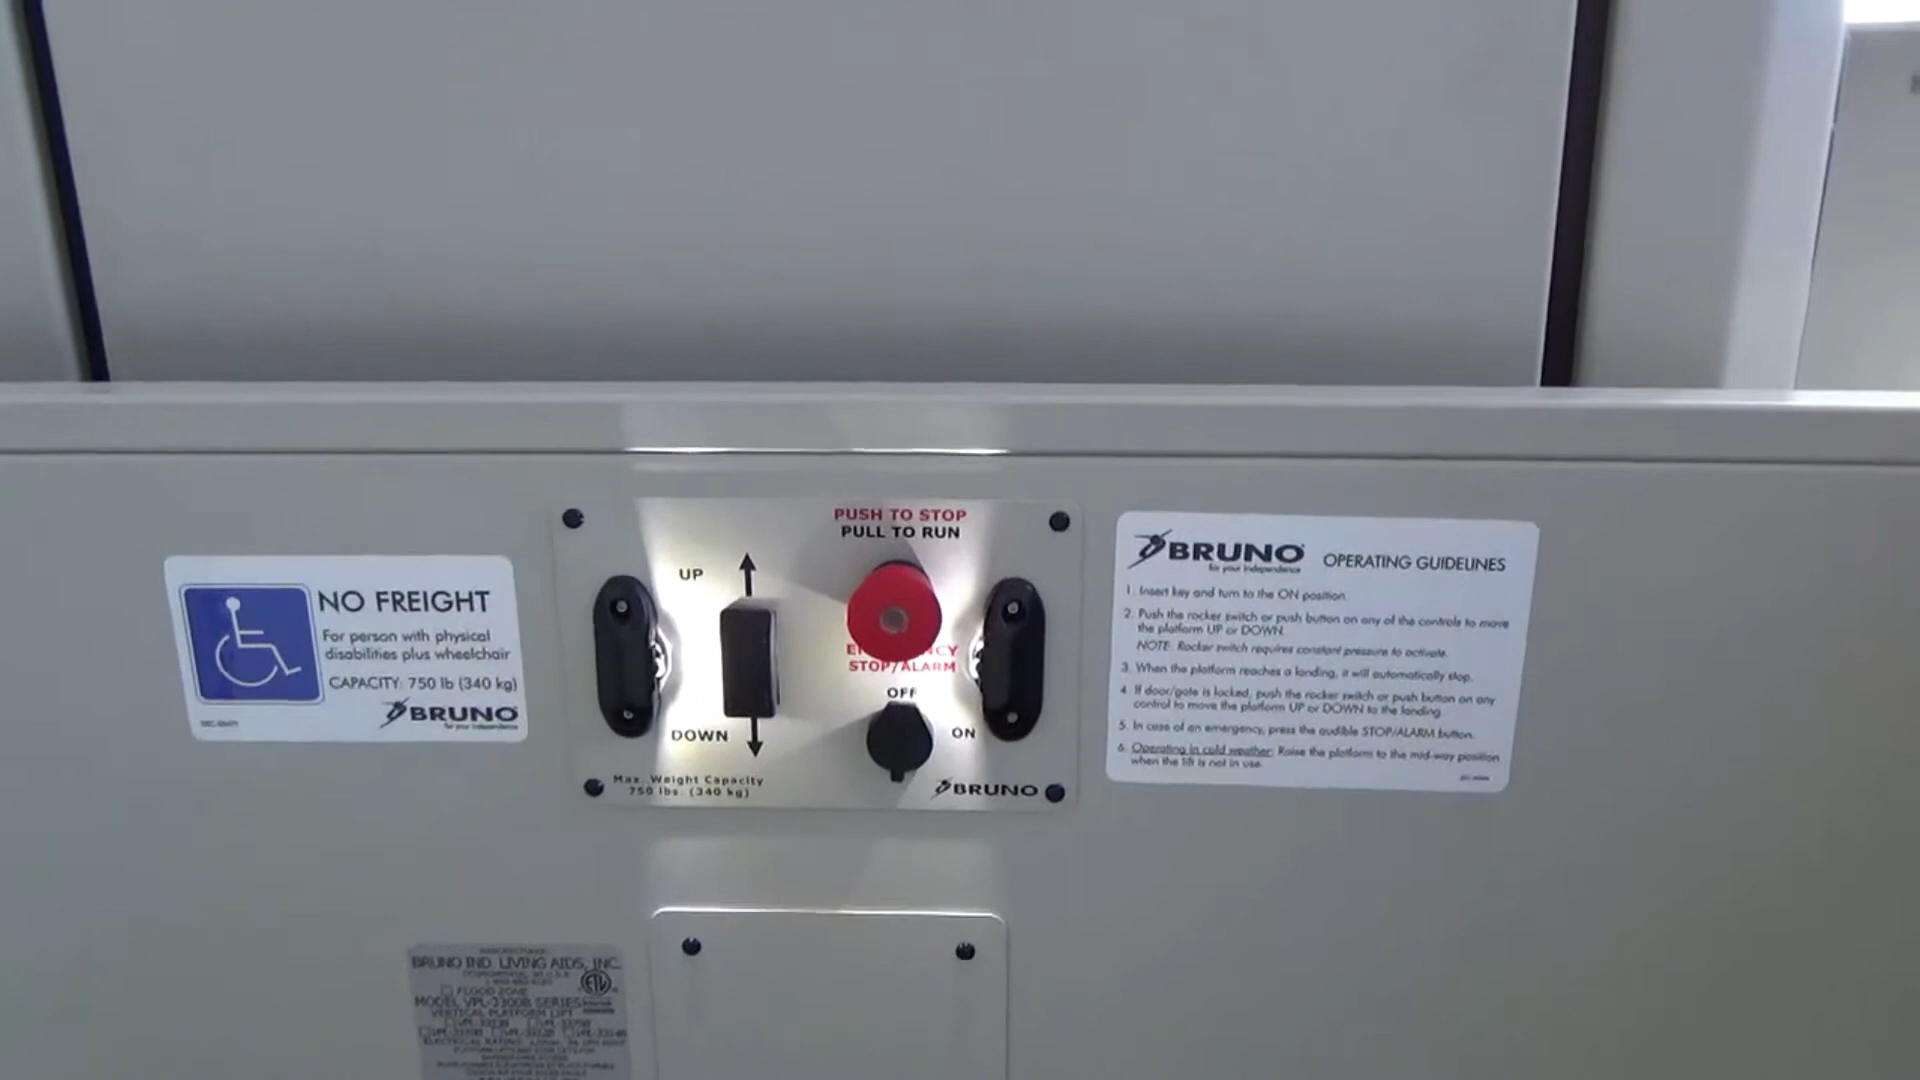 NO FREIGHT
For person with physical
disabilities plus wheelchair
CAPACITY: 750 lb (340 kg)
BRUNO
for your independence
PUSH TO STOP
PULL TO RUN
UP
STOP/ALARM
OFF
DOWN
ON
Max. Weight Capacity
750 lbs. (340 kg)
BRUNO
BRUNO
for your independence
OPERATING GUIDELINES
1. Insert key and turn to the ON position.
2. Push the rocker switch or push button on any of the controls to move
the platform UP or DOWN.
NOTE: Rocker switch requires constant pressure to activate.
3. When the platform reaches a landing, it will automatically stop.
4. If door/gate is locked, push the rocker switch or push button on any
control to move the platform UP or DOWN to the landing.
5. In case of an emergency, press the audible STOP/ALARM button.
6. Operating in cold weather: Raise the platform to the mid-way position
when the lift is not in use.
BRUNO IND. LIVING AIDS, INC.
FLOOD ZONE
MODEL VPL-3300B SERIES
VERTICAL PLATFORM LIFT